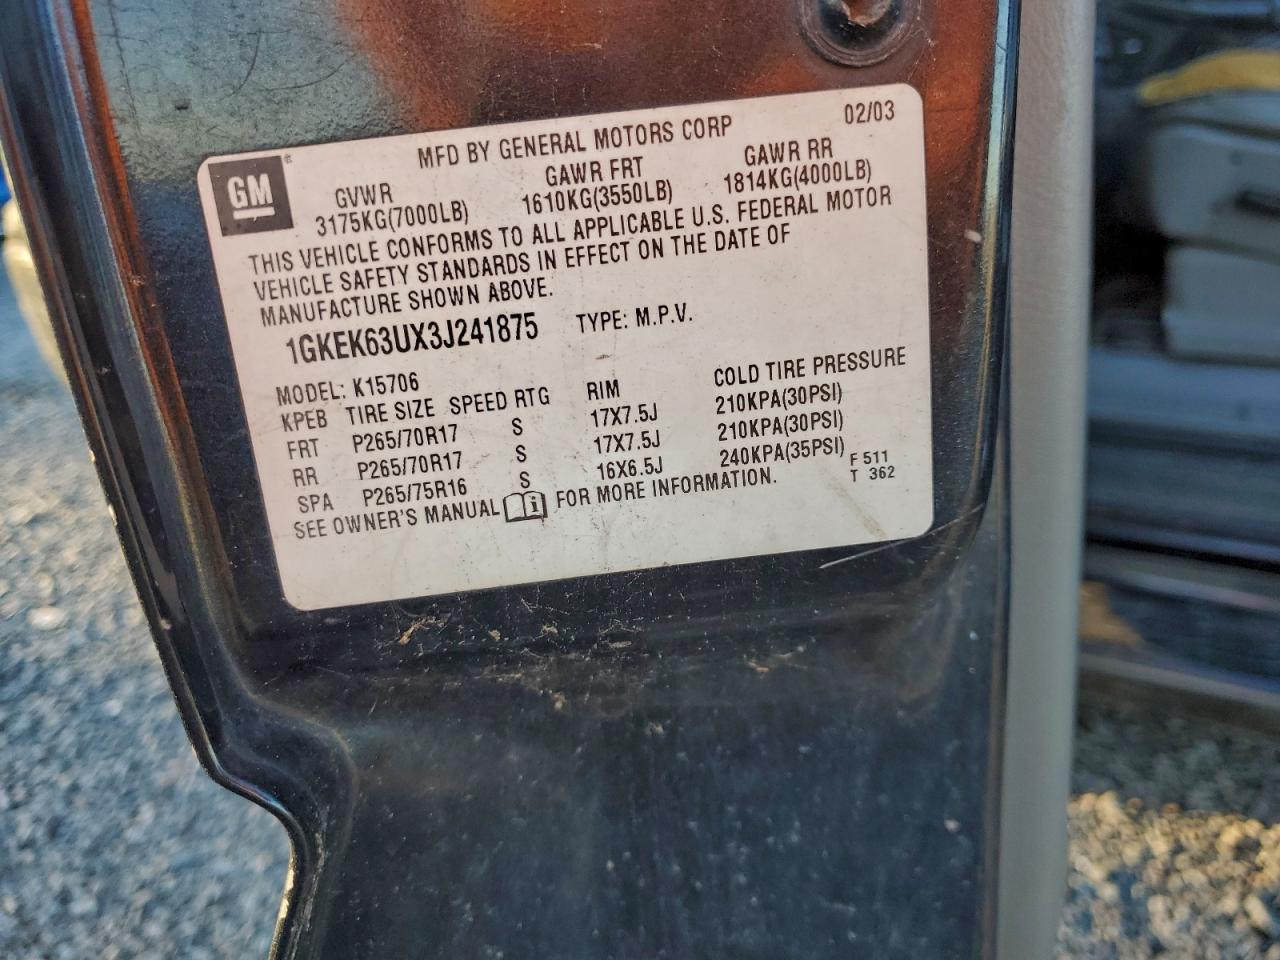 02/03
MFD BY GENERAL MOTORS CORP
GM
GVWR GAWR FRT GAWR RR
3175KG(7000LB) 1610KG(3550LB) 1814KG(4000LB)
THIS VEHICLE CONFORMS TO ALL APPLICABLE U.S. FEDERAL MOTOR
VEHICLE SAFETY STANDARDS IN EFFECT ON THE DATE OF
MANUFACTURE SHOWN ABOVE.
1GKEK63UX3J241875 TYPE: M.P.V.
MODEL: K15706
KPEB TIRE SIZE SPEED RTG RIM COLD TIRE PRESSURE
FRT P265/70R17 S 17X7.5J 210KPA(30PSI)
RR P265/70R17 S 17X7.5J 210KPA(30PSI)
SPA P265/75R16 S 16X6.5J 240KPA(35PSI)
SEE OWNER'S MANUAL i FOR MORE INFORMATION.
F 511
T 362